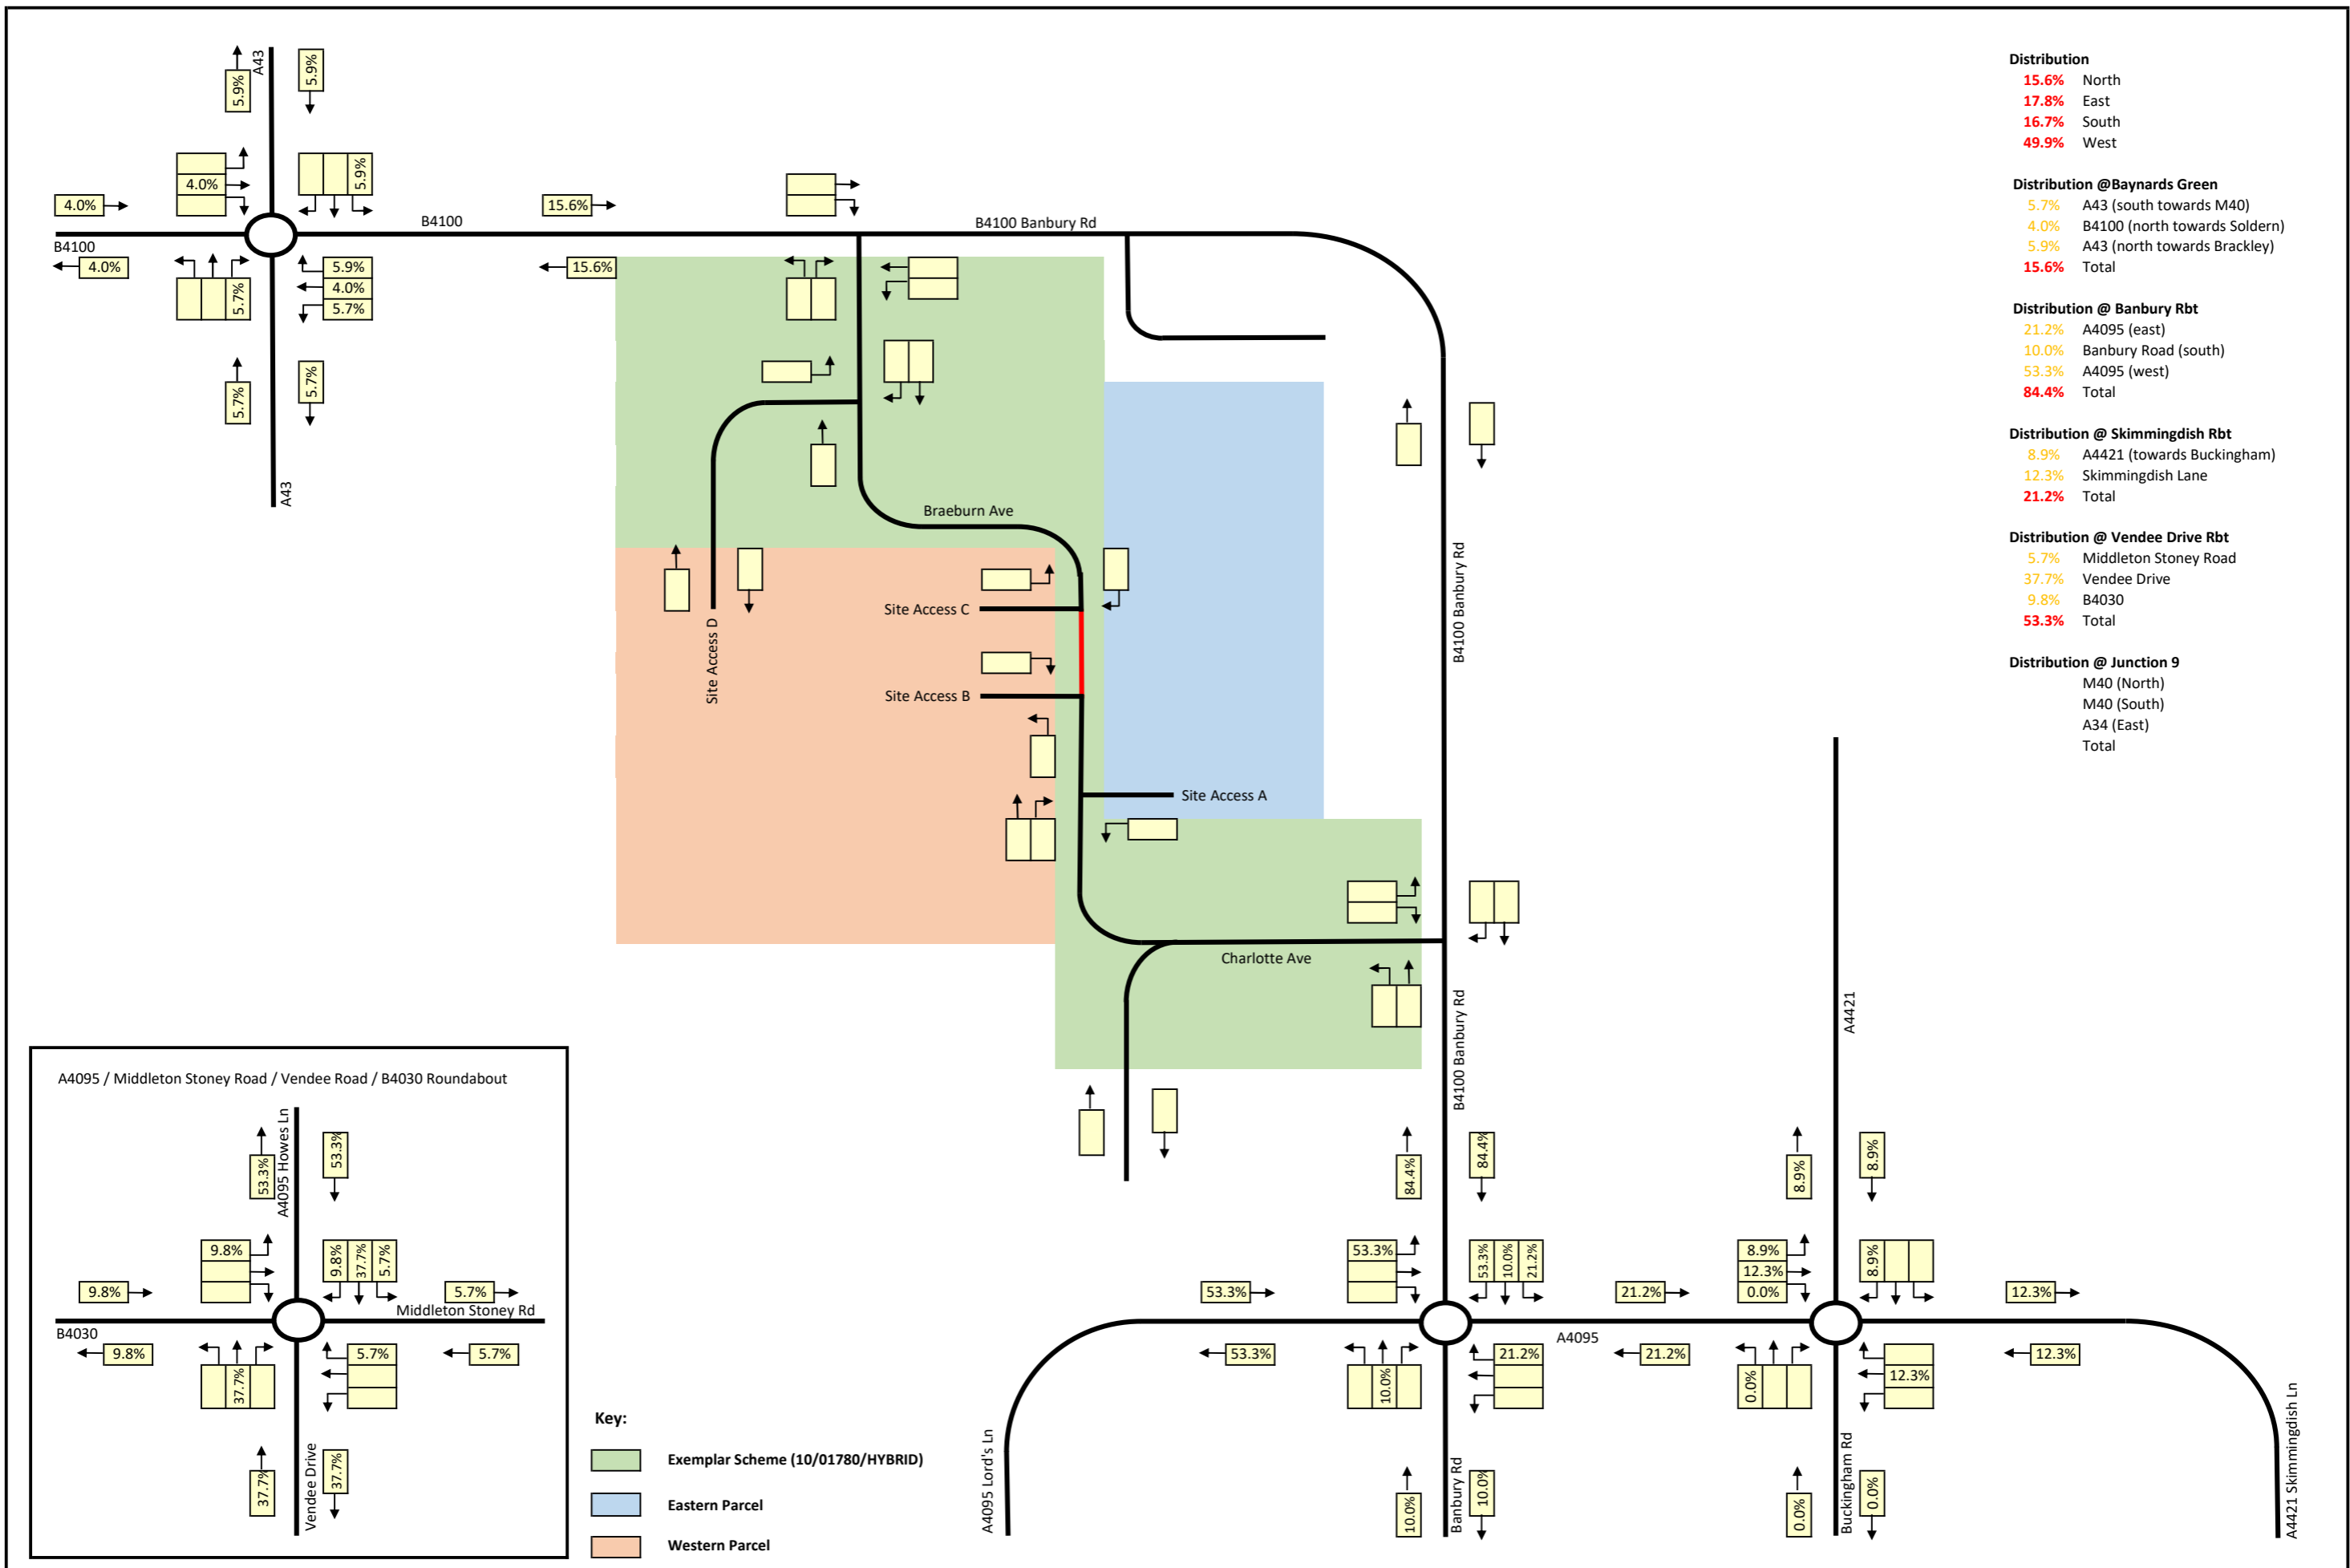 Distribution
15.6% North
17.8% East
16.7% South
49.9% West
Distribution @Baynards Green
5.7% A43 (south towards M40)
4.0% B4100 (north towards Soldern)
5.9% A43 (north towards Brackley)
15.6% Total
Distribution @ Banbury Rbt
21.2% A4095 (east)
10.0% Banbury Road (south)
53.3% A4095 (west)
84.4% Total
Distribution @ Skimmingdish Rbt
8.9% A4421 (towards Buckingham)
12.3% Skimmingdish Lane
21.2% Total
Distribution @ Vendee Drive Rbt
5.7% Middleton Stoney Road
37.7% Vendee Drive
9.8% B4030
53.3% Total
Distribution @ Junction 9
M40 (North)
M40 (South)
A34 (East)
Total
A43
5.9%
5.9%
4.0%
5.9%
4.0%
15.6%
B4100
B4100
B4100 Banbury Rd
4.0%
15.6%
5.7%
5.9%
4.0%
5.7%
5.7%
5.7%
A43
Braeburn Ave
Site Access C
Site Access D
Site Access B
Site Access A
B4100 Banbury Rd
Charlotte Ave
B4100 Banbury Rd
A4421
84.4%
84.4%
8.9%
8.9%
53.3%
53.3% 10.0% 21.2%
8.9%
12.3%
0.0%
8.9%
53.3%
21.2%
12.3%
A4095
53.3%
10.0%
21.2%
21.2%
0.0%
12.3%
12.3%
A4095 Lord's Ln
10.0%
Banbury Rd
10.0%
0.0%
Buckingham Rd
0.0%
A4421 Skimmingdish Ln
A4095 / Middleton Stoney Road / Vendee Road / B4030 Roundabout
53.3%
A4095 Howes Ln
53.3%
9.8%
9.8% 37.7% 5.7%
9.8%
5.7%
Middleton Stoney Rd
B4030
9.8%
37.7%
5.7%
5.7%
37.7%
Vendee Drive
37.7%
Key:
Exemplar Scheme (10/01780/HYBRID)
Eastern Parcel
Western Parcel